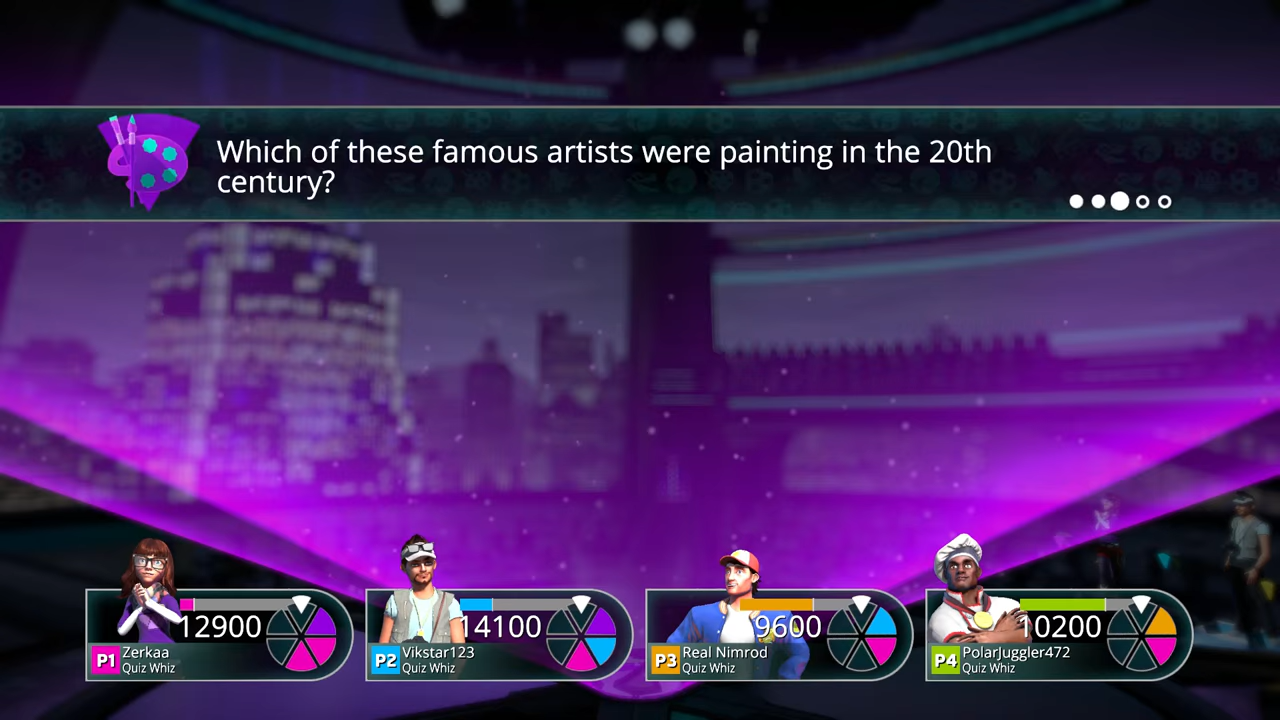 Which of these famous artists were painting in the 20th
century?
12900
P1 Zerkaa
Quiz Whiz
14100
P2 Vikstar123
Quiz Whiz
9600
P3 Real Nimrod
Quiz Whiz
10200
P4 PolarJuggler472
Quiz Whiz